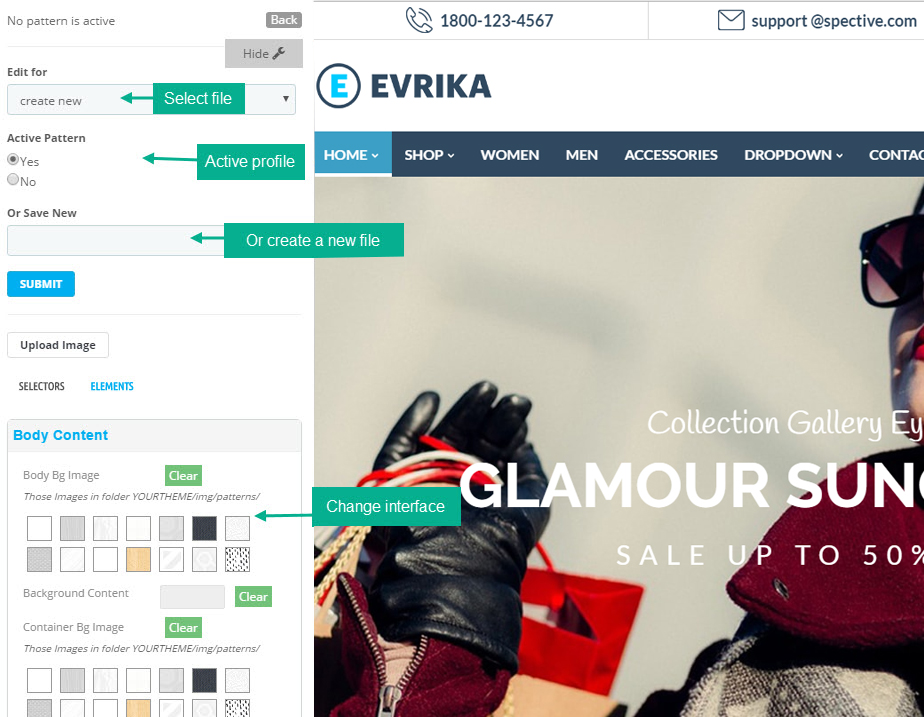 No pattern is active
Back
Hide
Edit for
create new
Select file
Active Pattern
Yes
No
Active profile
Or Save New
Or create a new file
SUBMIT
Upload Image
SELECTORS ELEMENTS
Body Content
Body Bg Image Clear
Those Images in folder YOURTHEME/img/patterns/
Change interface
Background Content Clear
Container Bg Image Clear
Those Images in folder YOURTHEME/img/patterns/
1800-123-4567 support @spective.com
E EVRIKA
HOME SHOP WOMEN MEN ACCESSORIES DROPDOWN CONTAC
Collection Gallery Ey
GLAMOUR SUNG
SALE UP TO 50%